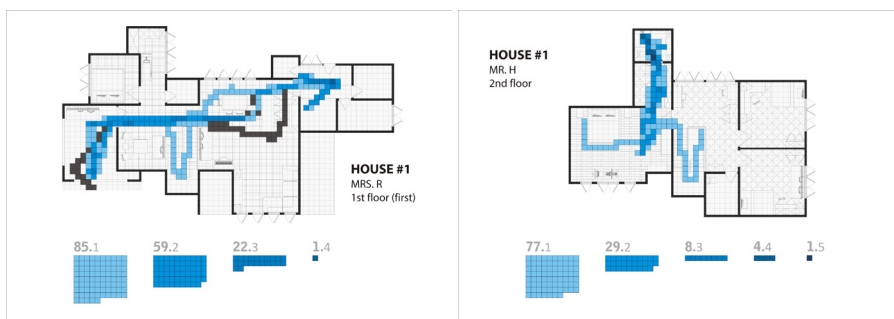 HOUSE #1
MRS. R
1st floor (first)
85.1
59.2
22.3
1.4
HOUSE #1
MR. H
2nd floor
77.1
29.2
8.3
4.4
1.5